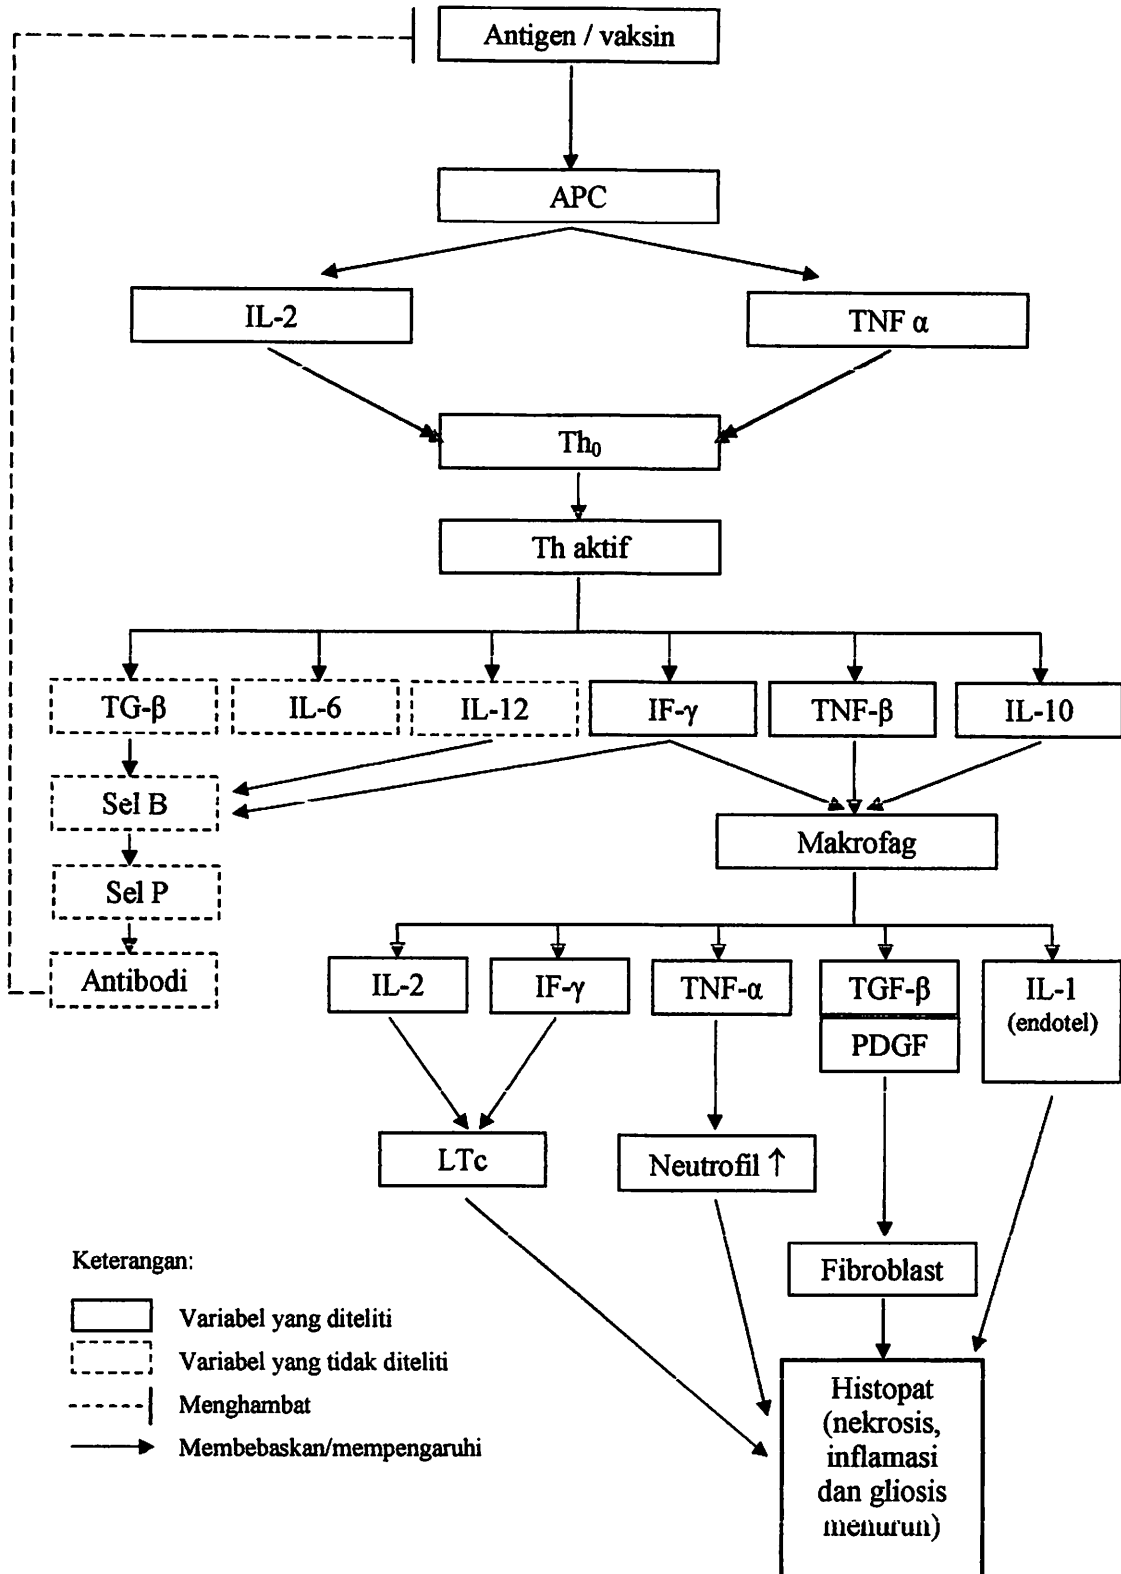 Antigen / vaksin
APC
IL-2
TNF α
Th₀
Th aktif
TG-β
IL-6
IL-12
IF-γ
TNF-β
IL-10
Sel B
Makrofag
Sel P
Antibodi
IL-2
IF-γ
TNF-α
TGF-β
PDGF
IL-1
(endotel)
LTc
Neutrofil ↑
Fibroblast
Histopat
(nekrosis,
inflamasi
dan gliosis
menurun)
Keterangan:
Variabel yang diteliti
Variabel yang tidak diteliti
Menghambat
Membebaskan/mempengaruhi